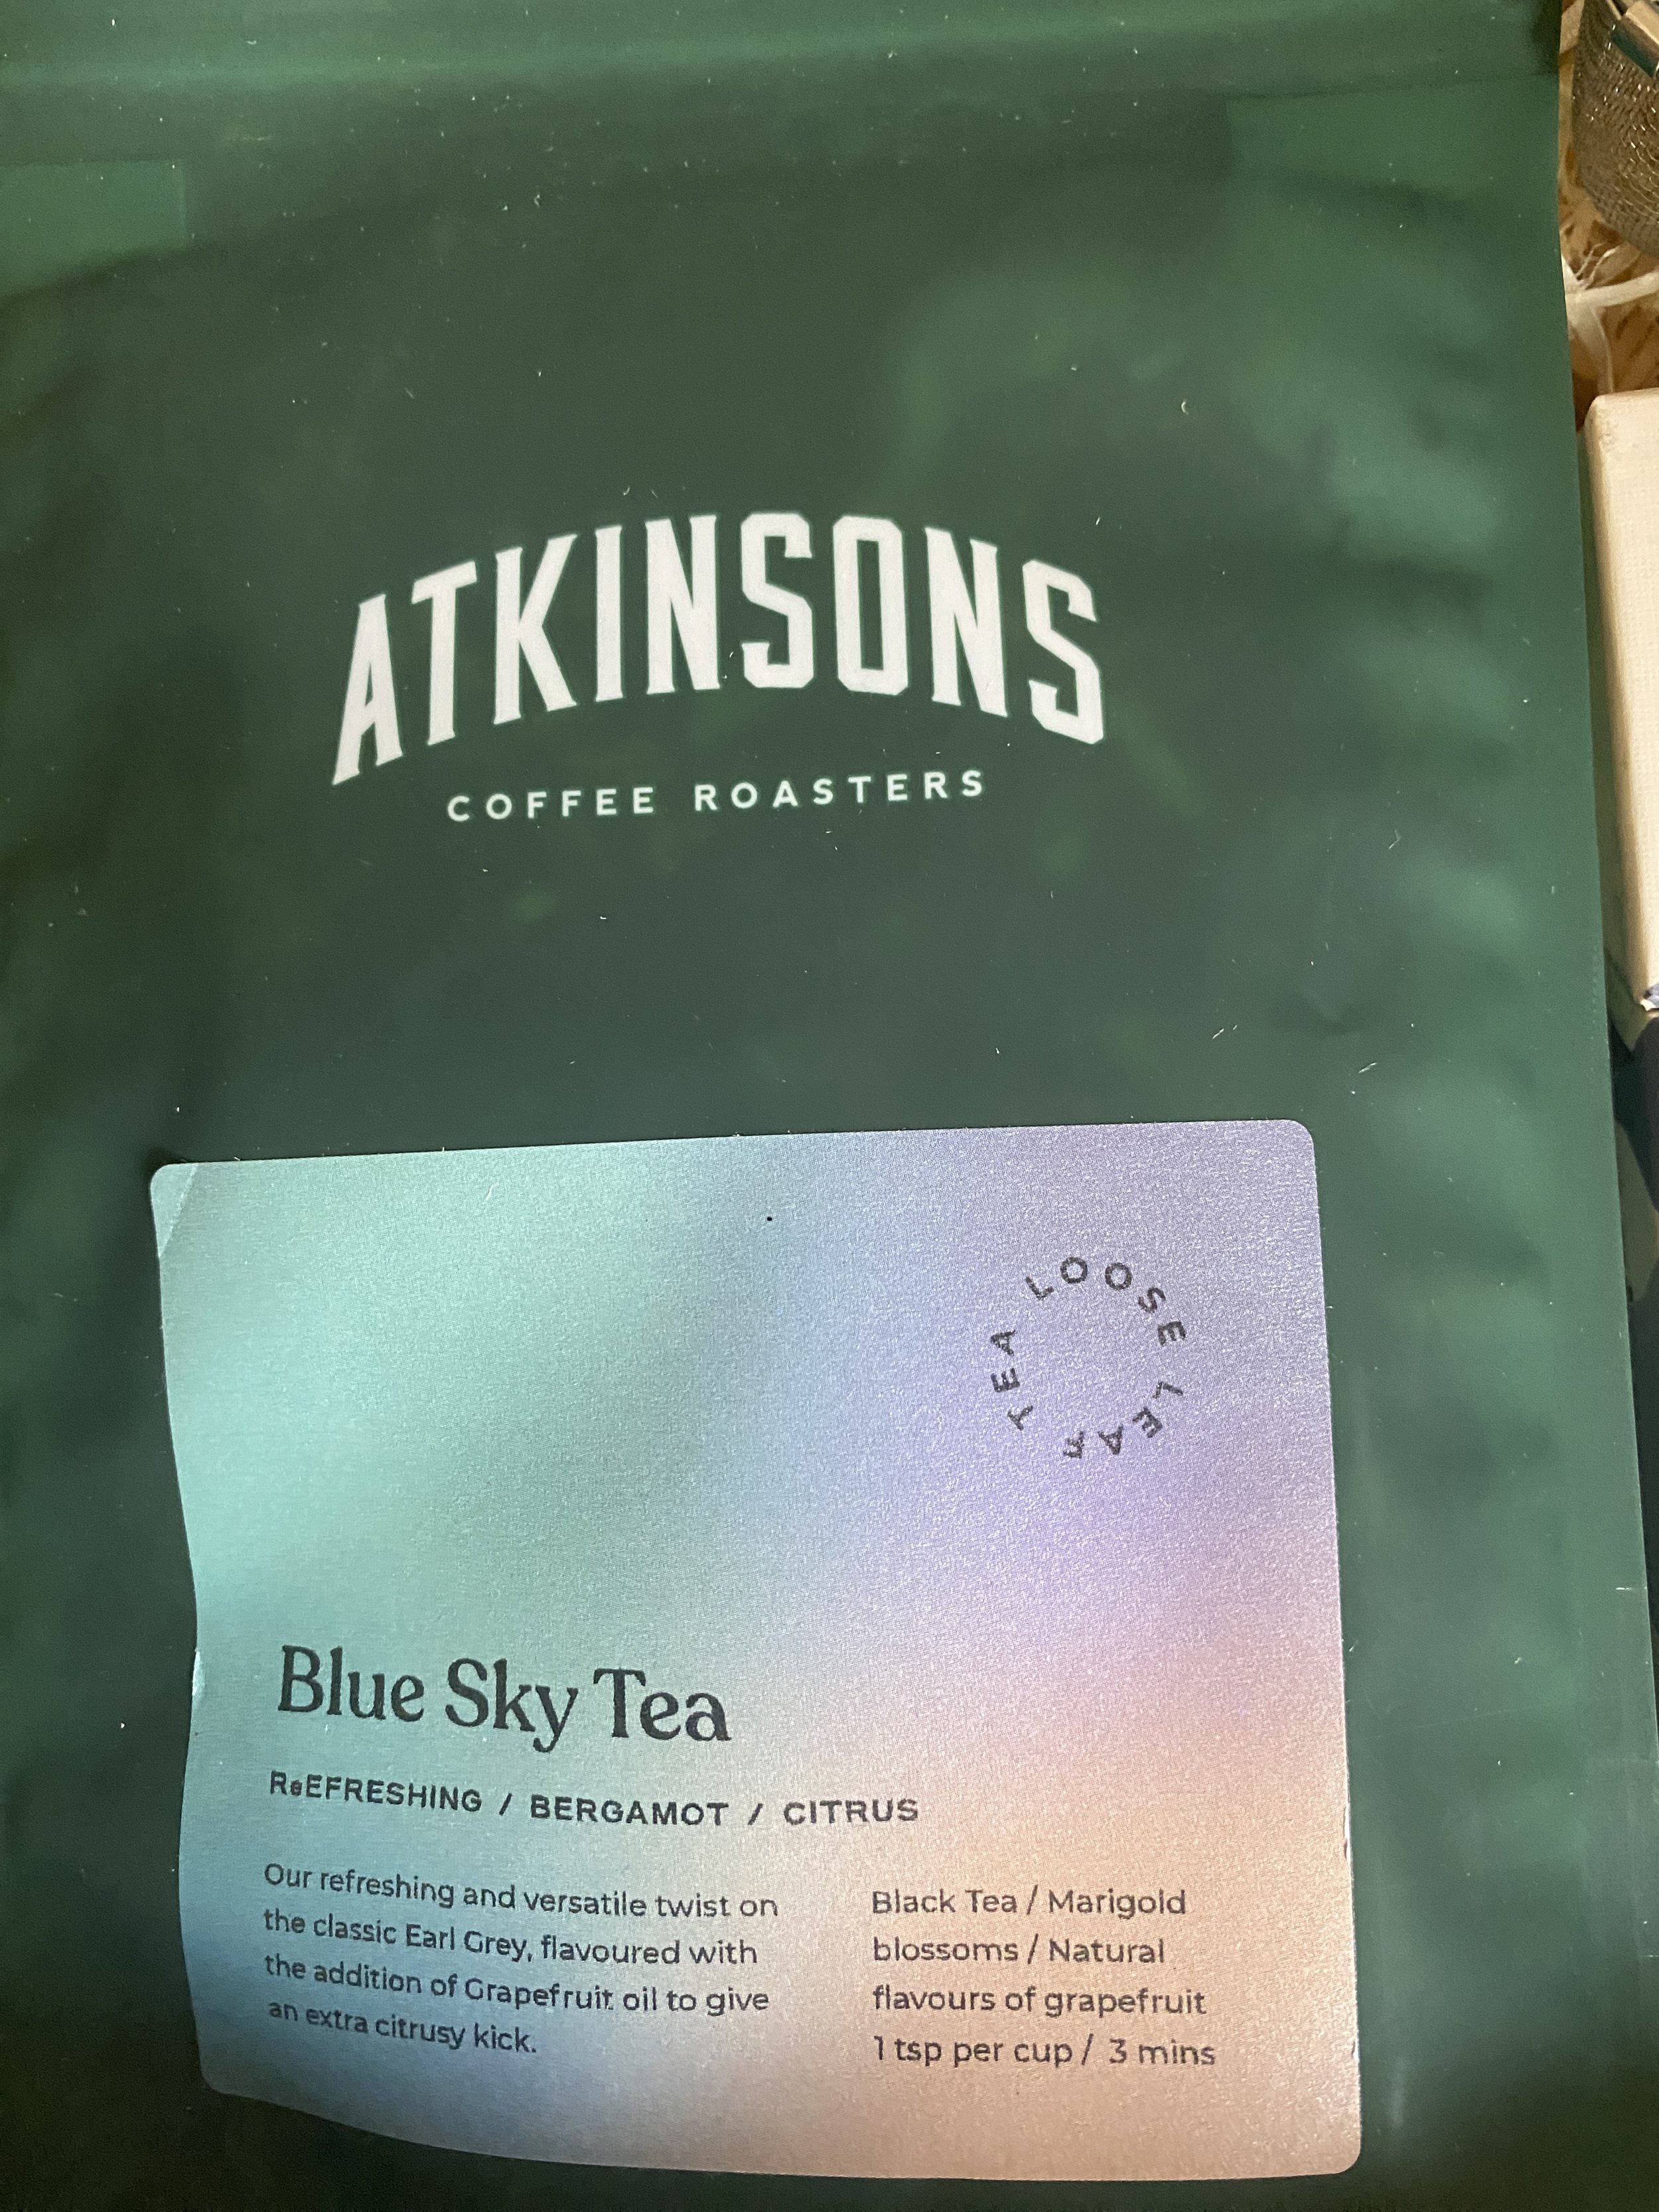 ATKINSONS
COFFEE ROASTERS
LOOSE LEAF TEA
Blue Sky Tea
ReEFRESHING / BERGAMOT / CITRUS
Our refreshing and versatile twist on
the classic Earl Grey, flavoured with
the addition of Grapefruit oil to give
an extra citrusy kick.
Black Tea / Marigold
blossoms / Natural
flavours of grapefruit
1 tsp per cup / 3 mins